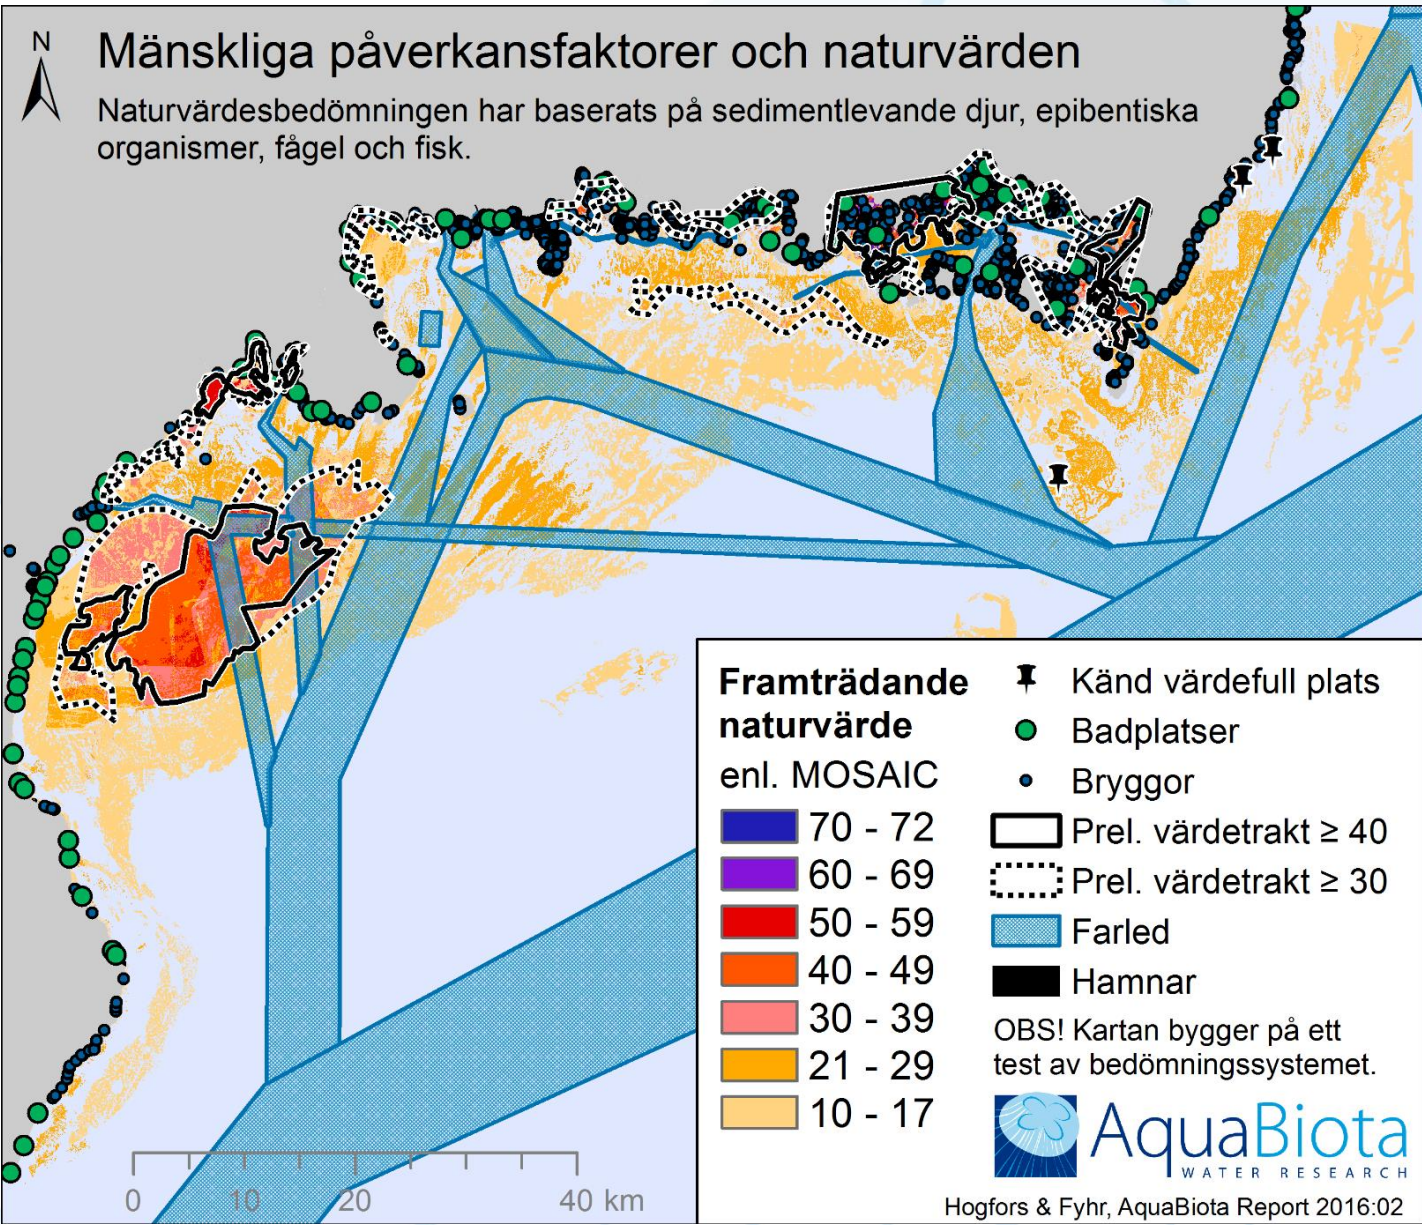 N
Mänskliga påverkansfaktorer och naturvärden
Naturvärdesbedömningen har baserats på sedimentlevande djur, epibentiska
organismer, fågel och fisk.
Framträdande
naturvärde
enl. MOSAIC
70 - 72
60 - 69
50 - 59
40 - 49
30 - 39
21 - 29
10 - 17
Känd värdefull plats
Badplatser
Bryggor
Prel. värdetrakt ≥ 40
Prel. värdetrakt ≥ 30
Farled
Hamnar
OBS! Kartan bygger på ett
test av bedömningssystemet.
AquaBiota
WATER RESEARCH
0 10 20 40 km
Hogfors & Fyhr, AquaBiota Report 2016:02